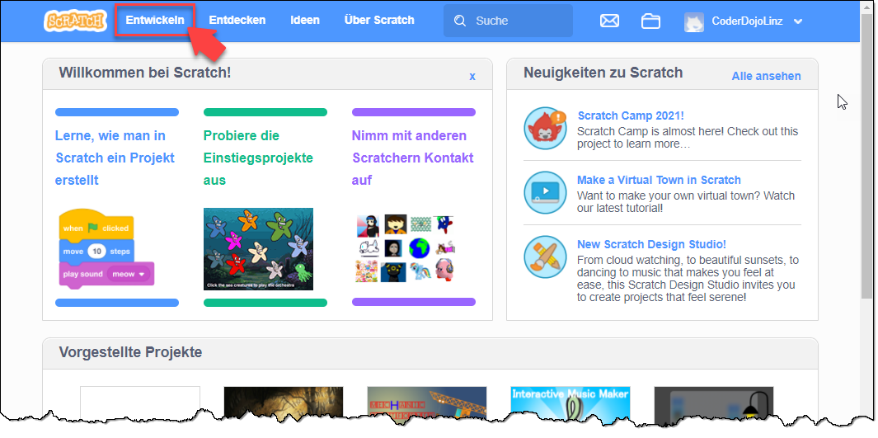 SCRATCH Entwickeln Entdecken Ideen Über Scratch Suche CoderDojoLinz
Willkommen bei Scratch!
x
Lerne, wie man in
Scratch ein Projekt
erstellt
when clicked
move 10 steps
play sound meow
Probiere die
Einstiegsprojekte
aus
Click the sea creatures to play the orchestra
Nimm mit anderen
Scratchern Kontakt
auf
Neuigkeiten zu Scratch
Alle ansehen
Scratch Camp 2021!
Scratch Camp is almost here! Check out this
project to learn more…
Make a Virtual Town in Scratch
Want to make your own virtual town? Watch
our latest tutorial!
New Scratch Design Studio!
From cloud watching, to beautiful sunsets, to
dancing to music that makes you feel at
ease, this Scratch Design Studio invites you
to create projects that feel serene!
Vorgestellte Projekte
Interactive Music Maker